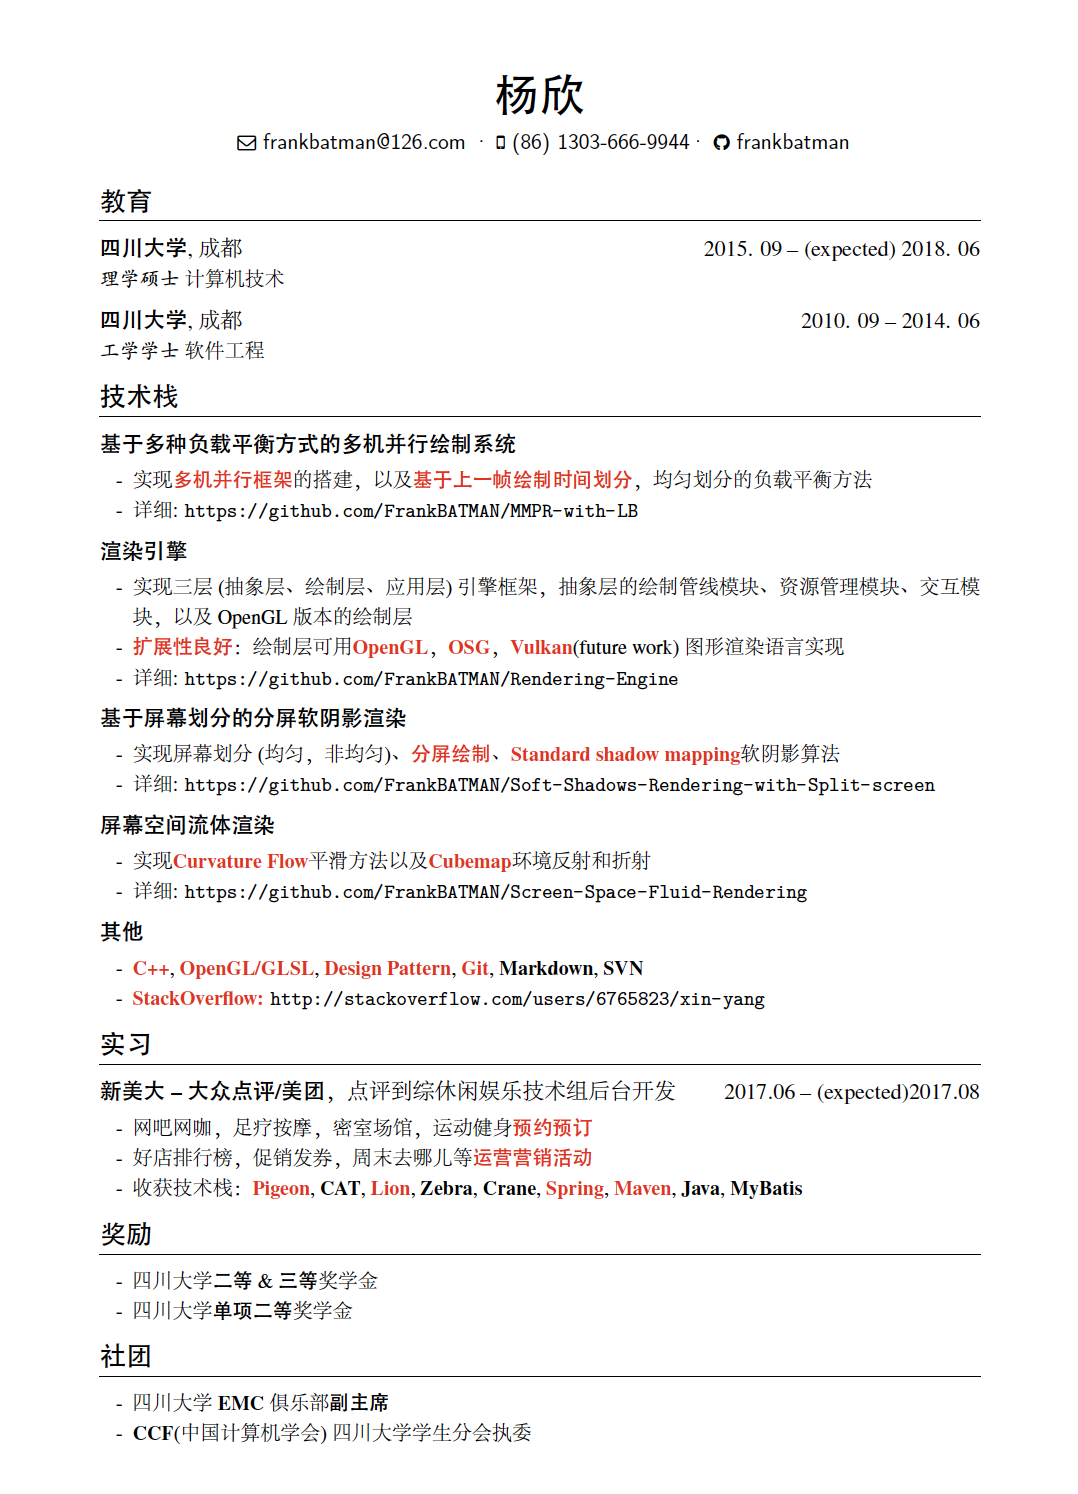 杨欣
frankbatman@126.com · (86) 1303-666-9944 · frankbatman
教育
四川大学, 成都 2015. 09 – (expected) 2018. 06
理学硕士 计算机技术
四川大学, 成都 2010. 09 – 2014. 06
工学学士 软件工程
技术栈
基于多种负载平衡方式的多机并行绘制系统
- 实现多机并行框架的搭建，以及基于上一帧绘制时间划分，均匀划分的负载平衡方法
- 详细: https://github.com/FrankBATMAN/MMPR-with-LB
渲染引擎
- 实现三层 (抽象层、绘制层、应用层) 引擎框架，抽象层的绘制管线模块、资源管理模块、交互模
块，以及 OpenGL 版本的绘制层
- 扩展性良好：绘制层可用OpenGL，OSG，Vulkan(future work) 图形渲染语言实现
- 详细: https://github.com/FrankBATMAN/Rendering-Engine
基于屏幕划分的分屏软阴影渲染
- 实现屏幕划分 (均匀，非均匀)、分屏绘制、Standard shadow mapping软阴影算法
- 详细: https://github.com/FrankBATMAN/Soft-Shadows-Rendering-with-Split-screen
屏幕空间流体渲染
- 实现Curvature Flow平滑方法以及Cubemap环境反射和折射
- 详细: https://github.com/FrankBATMAN/Screen-Space-Fluid-Rendering
其他
- C++, OpenGL/GLSL, Design Pattern, Git, Markdown, SVN
- StackOverflow: http://stackoverflow.com/users/6765823/xin-yang
实习
新美大 – 大众点评/美团，点评到综休闲娱乐技术组后台开发 2017.06 – (expected)2017.08
- 网吧网咖，足疗按摩，密室场馆，运动健身预约预订
- 好店排行榜，促销发券，周末去哪儿等运营营销活动
- 收获技术栈：Pigeon, CAT, Lion, Zebra, Crane, Spring, Maven, Java, MyBatis
奖励
- 四川大学二等 & 三等奖学金
- 四川大学单项二等奖学金
社团
- 四川大学 EMC 俱乐部副主席
- CCF(中国计算机学会) 四川大学学生分会执委